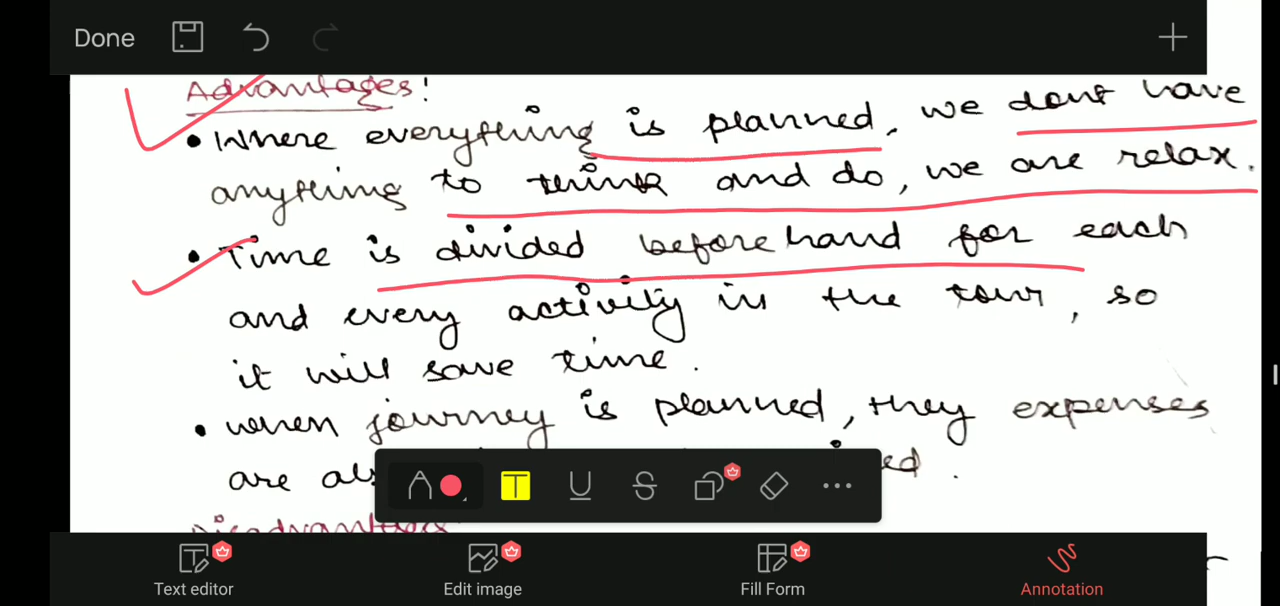 Done
Advantages!
• Where everything is planned, we dont have
anything to think and do, we are relax.
• Time is divided beforehand for each
and every activity in the tour, so
it will save time.
• when journey is planned, they expenses
are
T U S
Text editor Edit image Fill Form Annotation